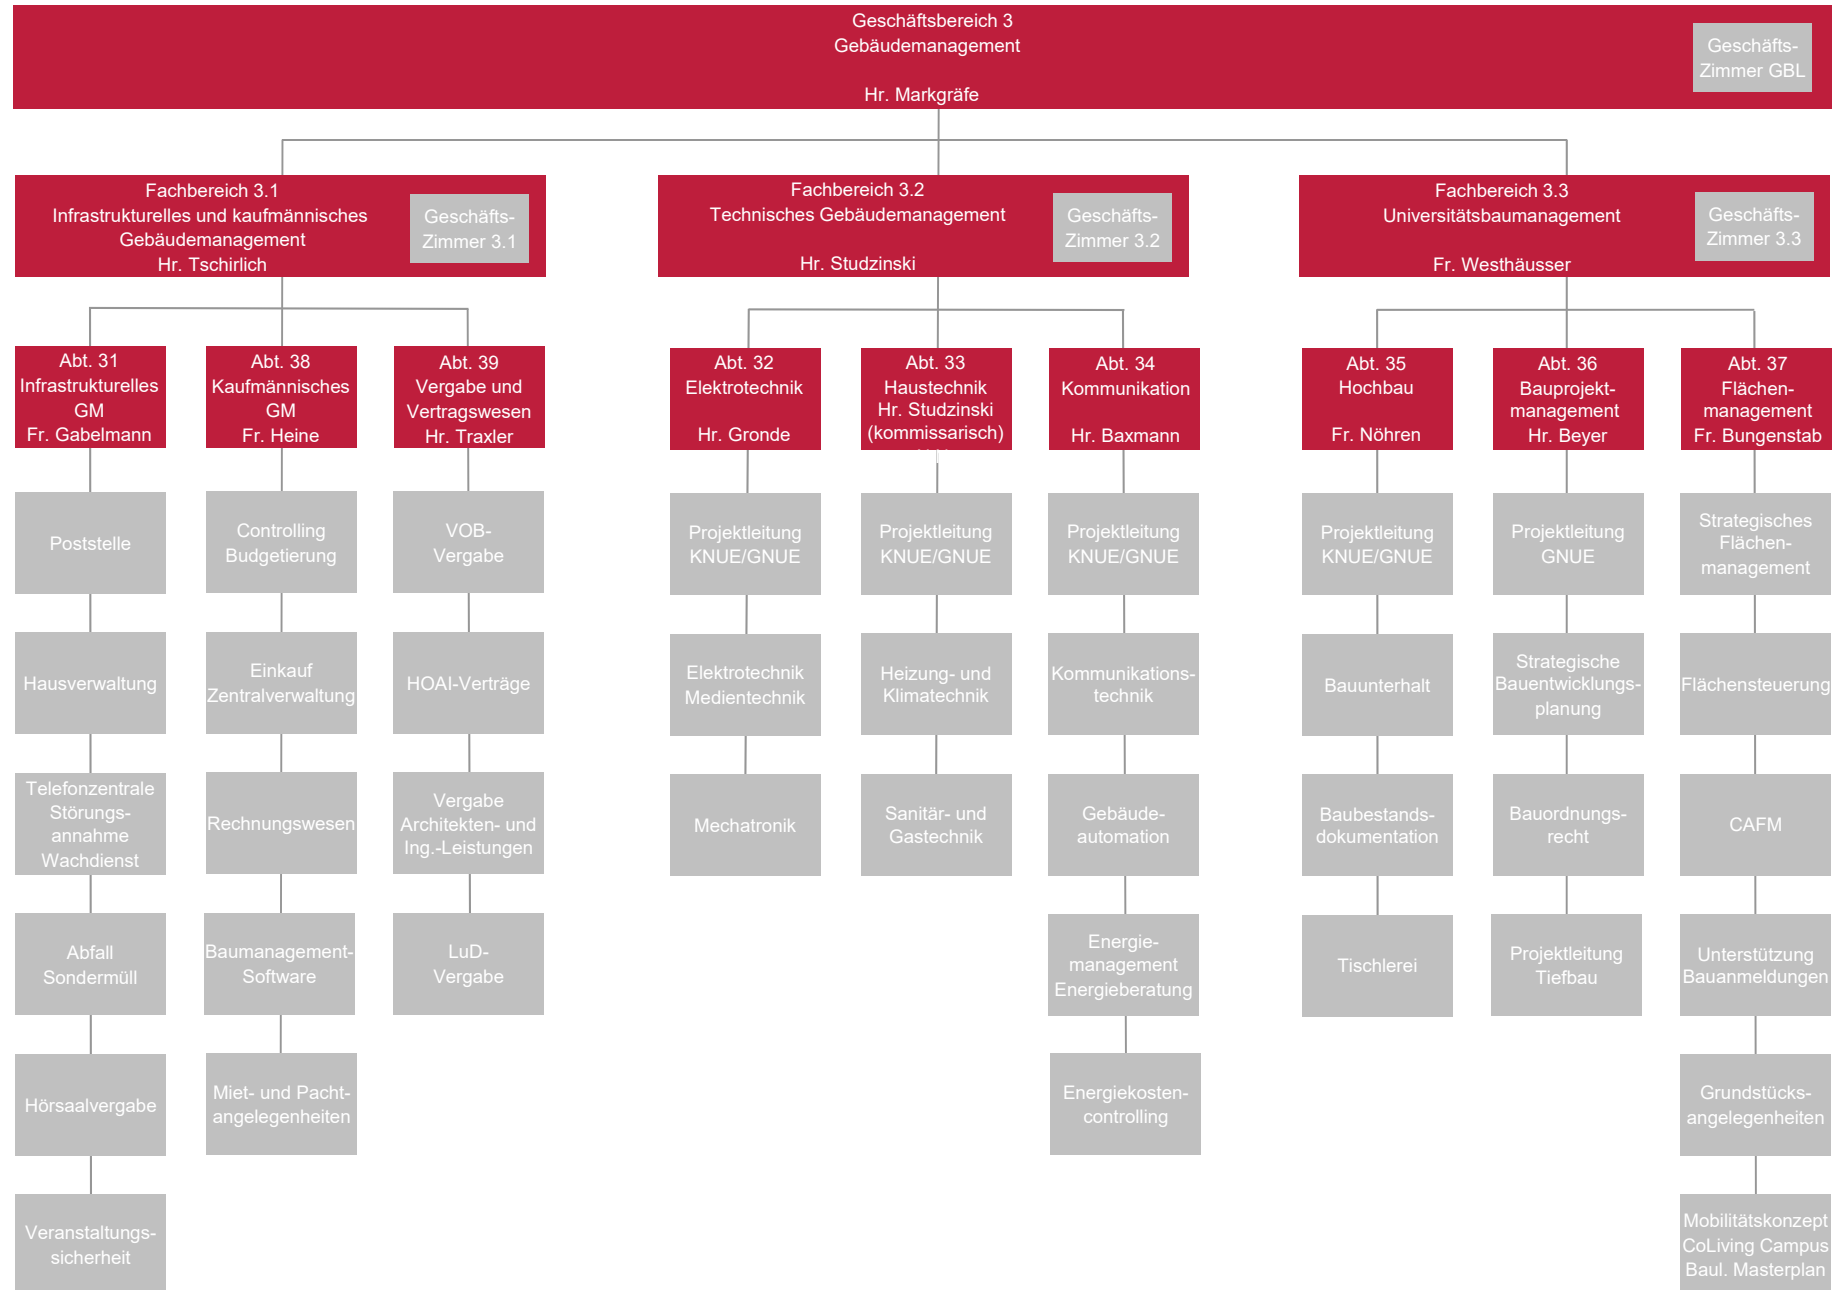 Geschäftsbereich 3
Gebäudemanagement
Hr. Markgräfe
Geschäfts-
Zimmer GBL
Fachbereich 3.1
Infrastrukturelles und kaufmännisches
Gebäudemanagement
Hr. Tschirlich
Geschäfts-
Zimmer 3.1
Fachbereich 3.2
Technisches Gebäudemanagement
Hr. Studzinski
Geschäfts-
Zimmer 3.2
Fachbereich 3.3
Universitätsbaumanagement
Fr. Westhäusser
Geschäfts-
Zimmer 3.3
Abt. 31
Infrastrukturelles
GM
Fr. Gabelmann
Poststelle
Hausverwaltung
Telefonzentrale
Störungs-
annahme
Wachdienst
Abfall
Sondermüll
Hörsaalvergabe
Veranstaltungs-
sicherheit
Abt. 38
Kaufmännisches
GM
Fr. Heine
Controlling
Budgetierung
Einkauf
Zentralverwaltung
Rechnungswesen
Baumanagement-
Software
Miet- und Pacht-
angelegenheiten
Abt. 39
Vergabe und
Vertragswesen
Hr. Traxler
VOB-
Vergabe
HOAI-Verträge
Vergabe
Architekten- und
Ing.-Leistungen
LuD-
Vergabe
Abt. 32
Elektrotechnik
Hr. Gronde
Projektleitung
KNUE/GNUE
Elektrotechnik
Medientechnik
Mechatronik
Abt. 33
Haustechnik
Hr. Studzinski
(kommissarisch)
Projektleitung
KNUE/GNUE
Heizung- und
Klimatechnik
Sanitär- und
Gastechnik
Abt. 34
Kommunikation
Hr. Baxmann
Projektleitung
KNUE/GNUE
Kommunikations-
technik
Gebäude-
automation
Energie-
management
Energieberatung
Energiekosten-
controlling
Abt. 35
Hochbau
Fr. Nöhren
Projektleitung
KNUE/GNUE
Bauunterhalt
Baubestands-
dokumentation
Tischlerei
Abt. 36
Bauprojekt-
management
Hr. Beyer
Projektleitung
GNUE
Strategische
Bauentwicklungs-
planung
Bauordnungs-
recht
Projektleitung
Tiefbau
Abt. 37
Flächen-
management
Fr. Bungenstab
Strategisches
Flächen-
management
Flächensteuerung
CAFM
Unterstützung
Bauanmeldungen
Grundstücks-
angelegenheiten
Mobilitätskonzept
CoLiving Campus
Baul. Masterplan